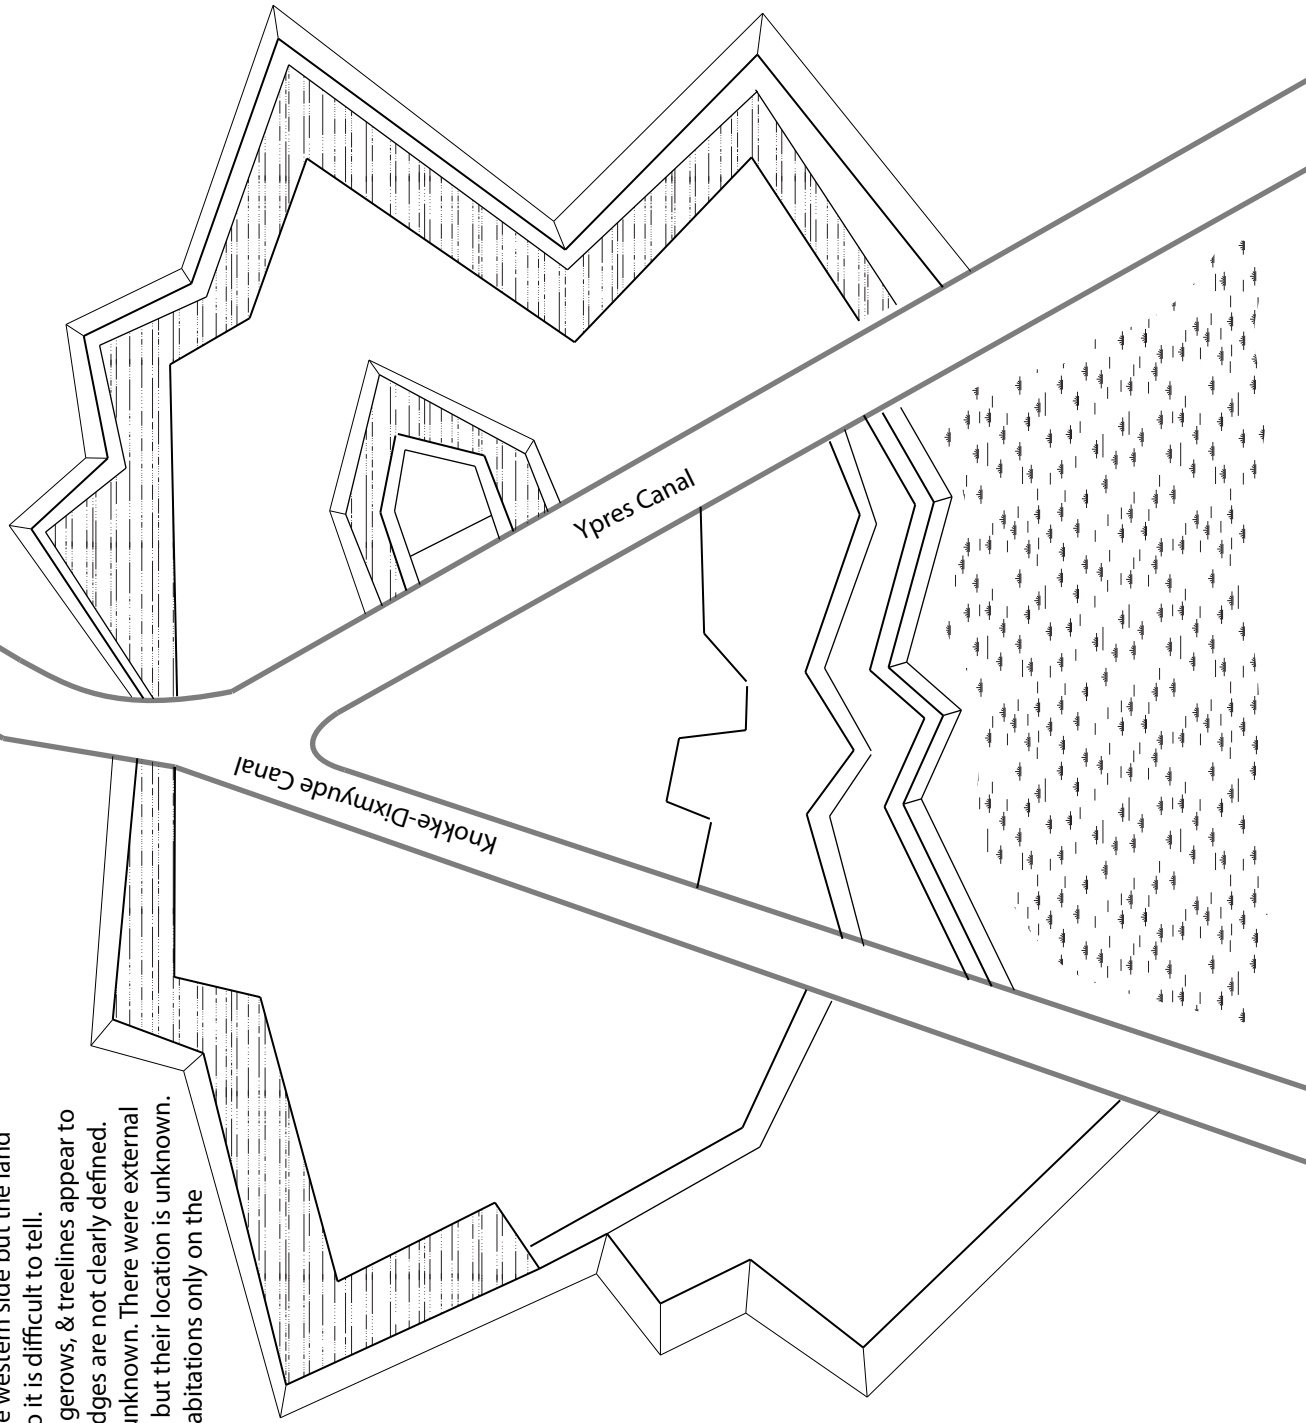 e western side but the land
o it is difficult to tell.
gerows, & treelines appear to
dges are not clearly defined.
unknown. There were external
but their location is unknown.
abitations only on the
Ypres Canal
Knokke-Dixmyude Canal